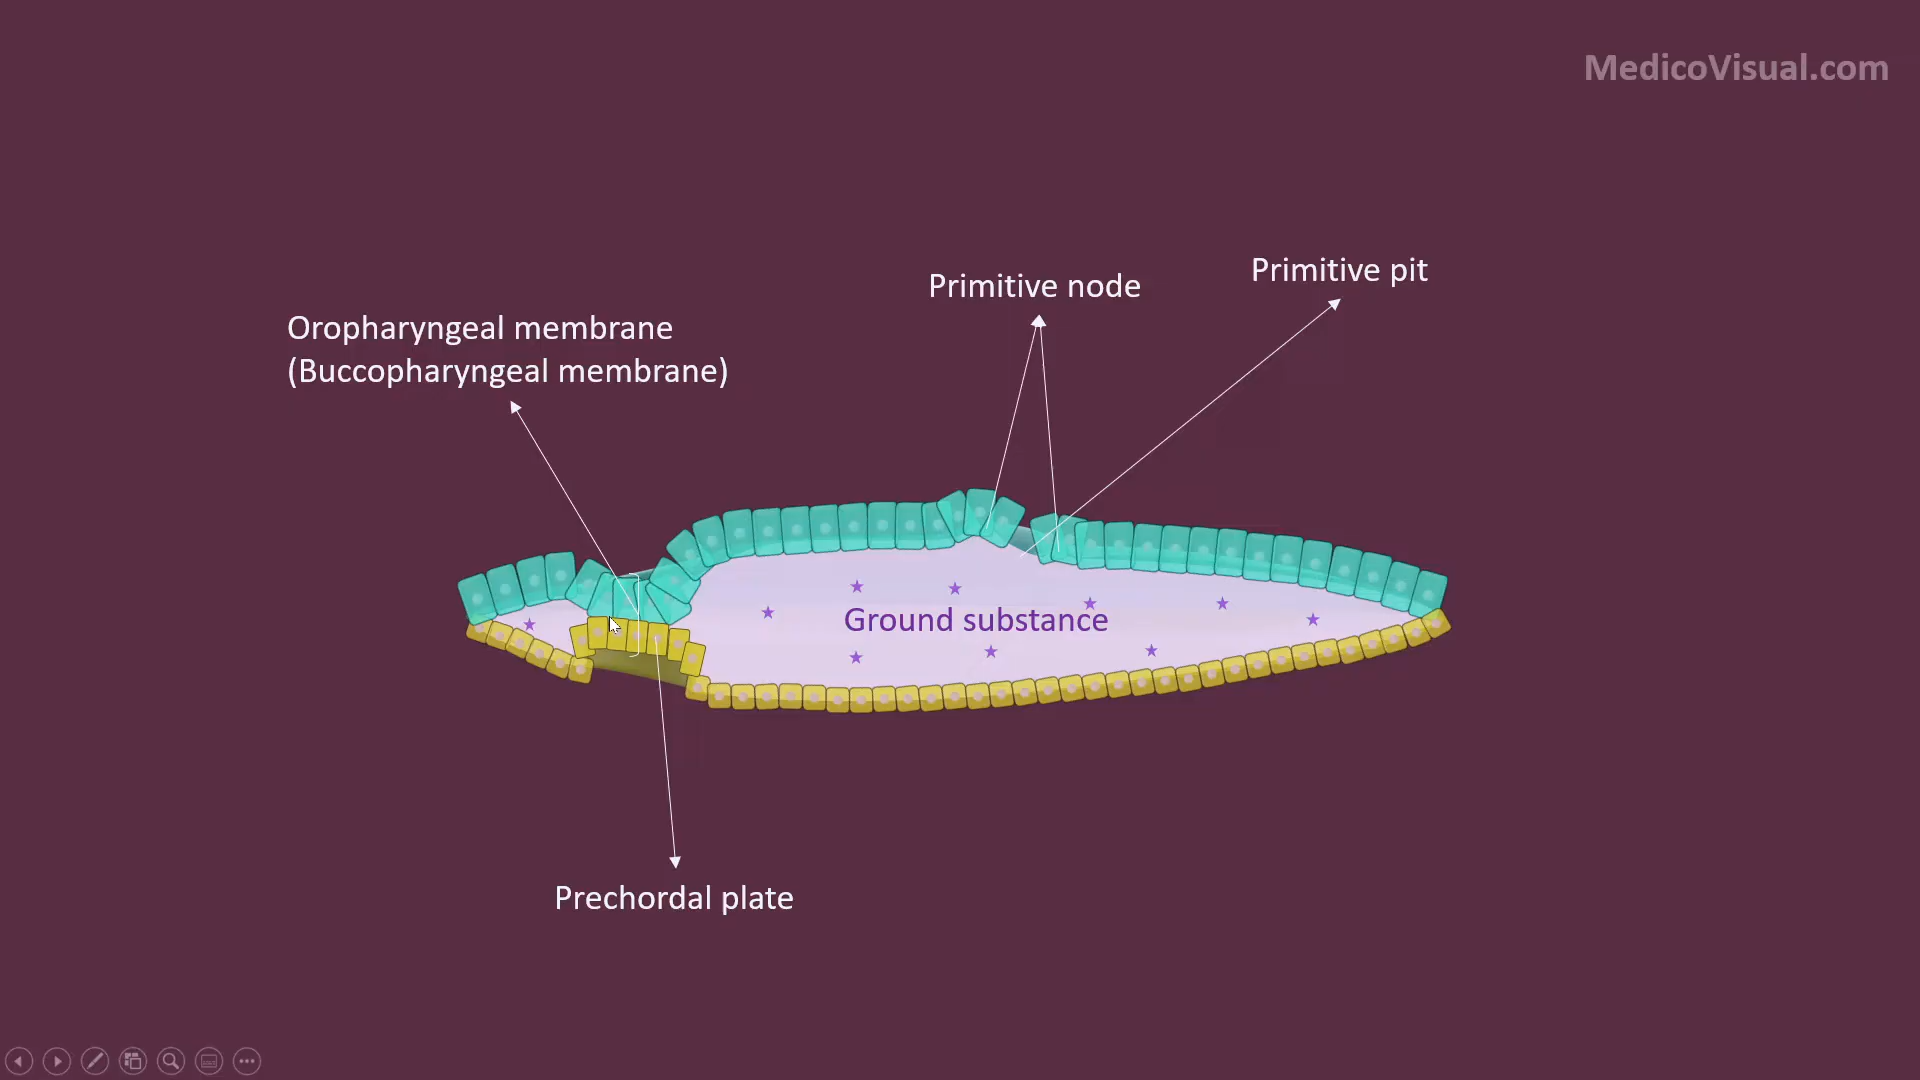 MedicoVisual.com
Primitive pit
Primitive node
Oropharyngeal membrane
(Buccopharyngeal membrane)
Ground substance
Prechordal plate